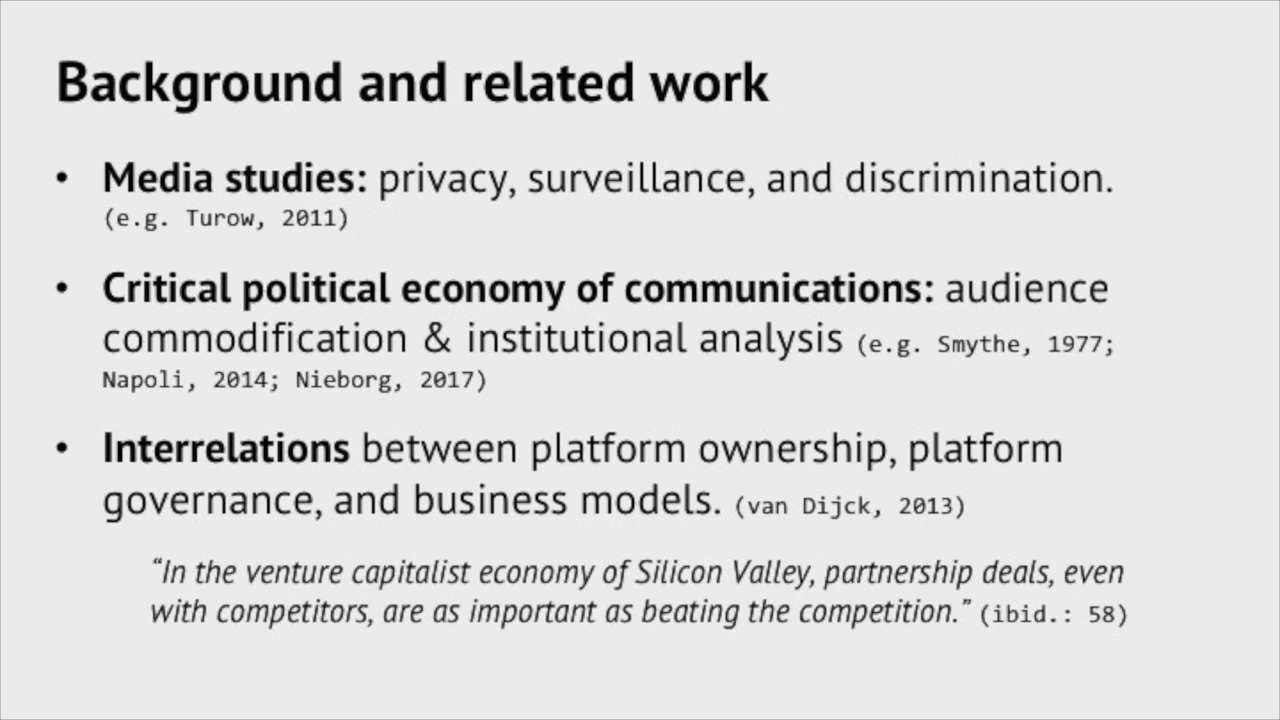 Background and related work
• Media studies: privacy, surveillance, and discrimination.
(e.g. Turow, 2011)
• Critical political economy of communications: audience
commodification & institutional analysis (e.g. Smythe, 1977;
Napoli, 2014; Nieborg, 2017)
• Interrelations between platform ownership, platform
governance, and business models. (van Dijck, 2013)
“In the venture capitalist economy of Silicon Valley, partnership deals, even
with competitors, are as important as beating the competition.” (ibid.: 58)